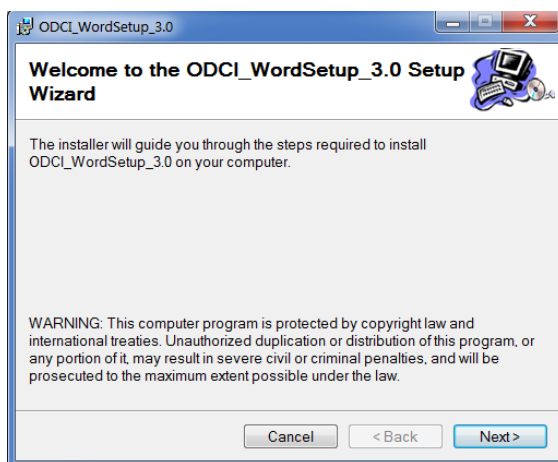 ODCI_WordSetup_3.0
Welcome to the ODCI_WordSetup_3.0 Setup
Wizard
The installer will guide you through the steps required to install
ODCI_WordSetup_3.0 on your computer.
WARNING: This computer program is protected by copyright law and
international treaties. Unauthorized duplication or distribution of this program, or
any portion of it, may result in severe civil or criminal penalties, and will be
prosecuted to the maximum extent possible under the law.
Cancel < Back Next >